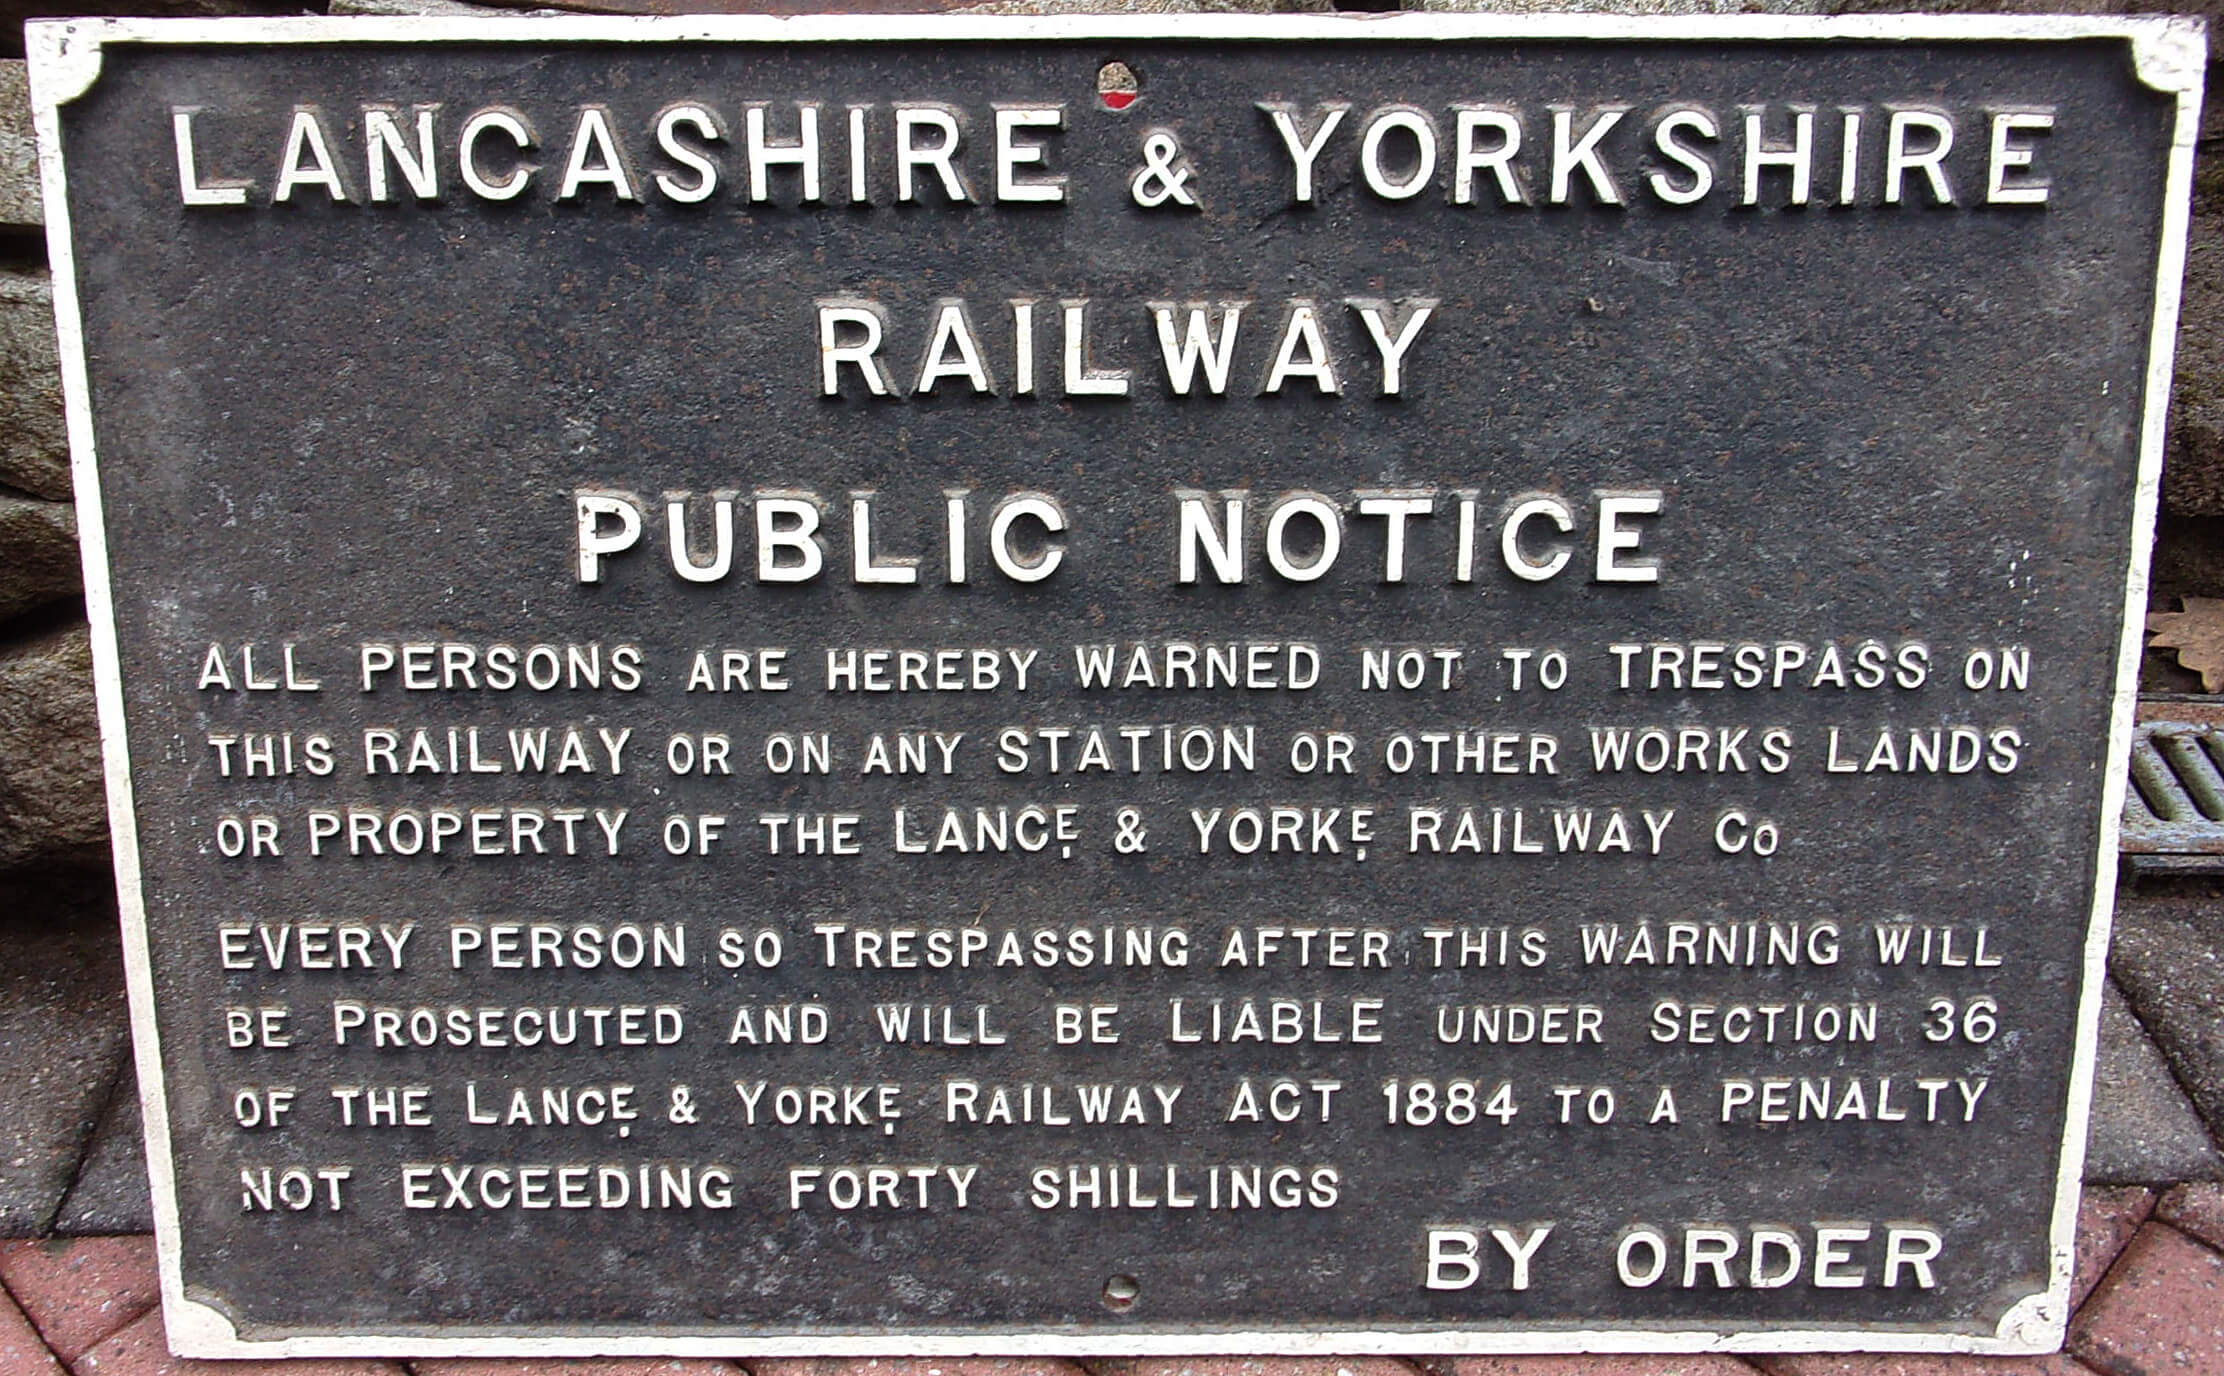 LANCASHIRE & YORKSHIRE
RAILWAY
PUBLIC NOTICE
ALL PERSONS ARE HEREBY WARNED NOT TO TRESPASS ON
THIS RAILWAY OR ON ANY STATION OR OTHER WORKS LANDS
OR PROPERTY OF THE LANCE & YORKE RAILWAY Co
EVERY PERSON SO TRESPASSING AFTER THIS WARNING WILL
BE PROSECUTED AND WILL BE LIABLE UNDER SECTION 36
OF THE LANCE & YORKE RAILWAY ACT 1884 TO A PENALTY
NOT EXCEEDING FORTY SHILLINGS
BY ORDER